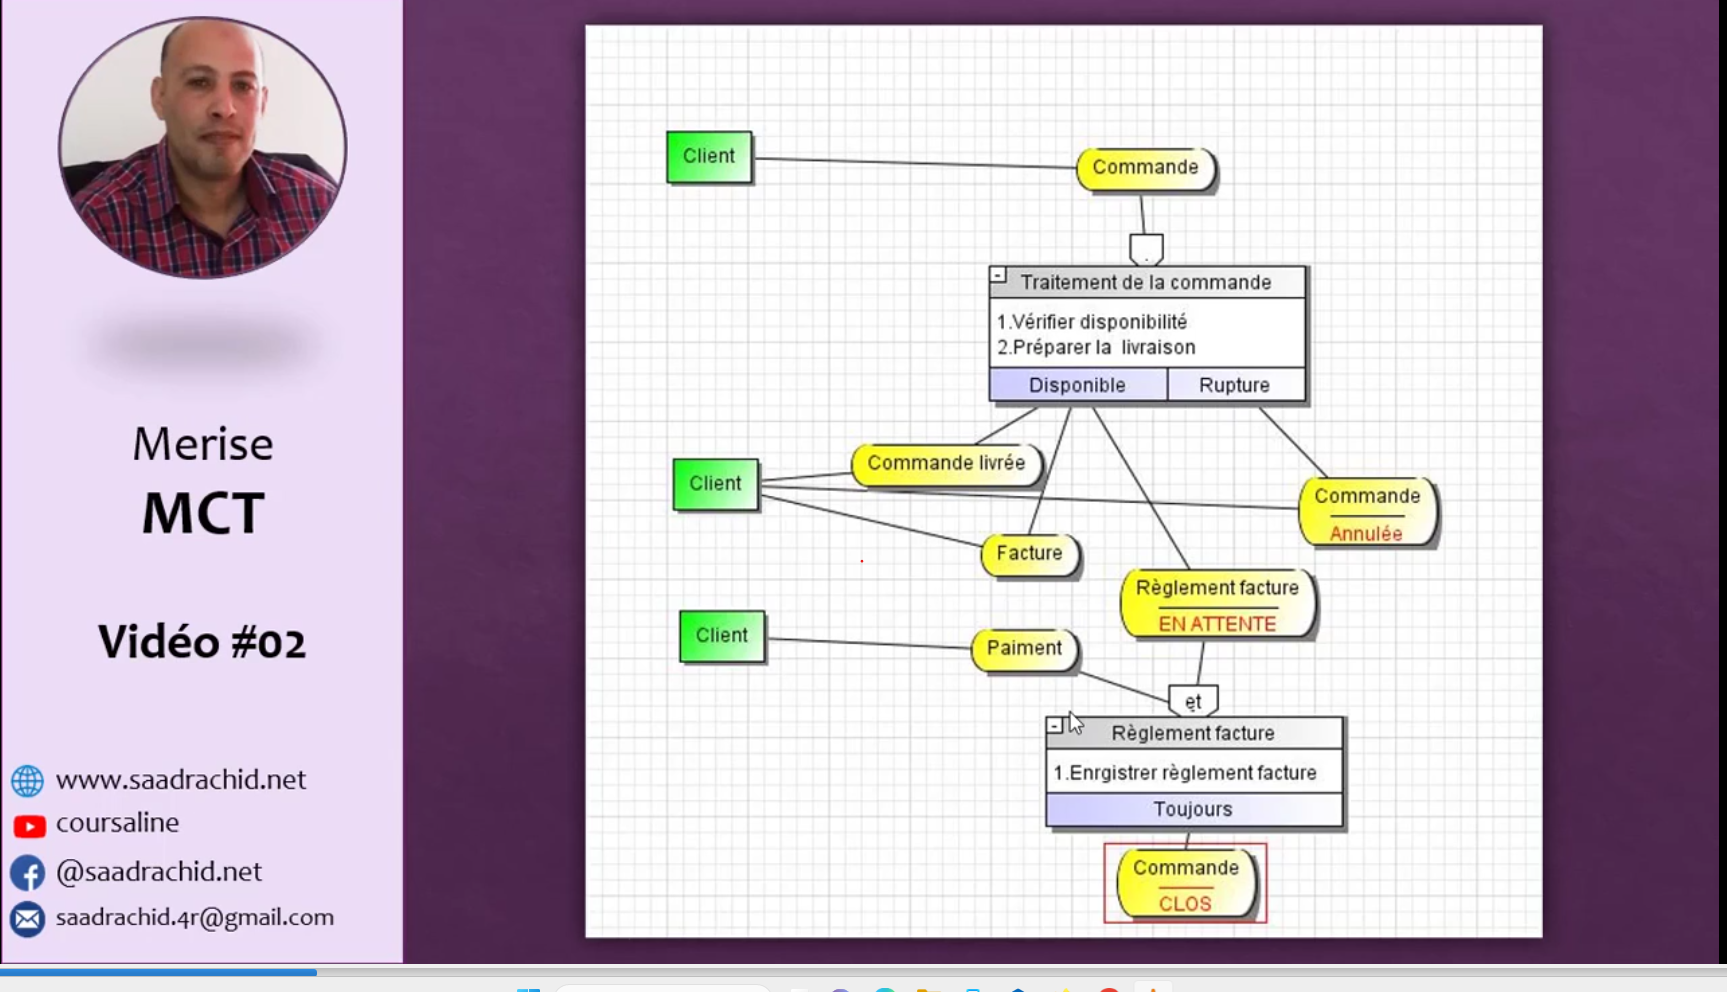 Merise
MCT
Vidéo #02
www.saadrachid.net
coursaline
@saadrachid.net
saadrachid.4r@gmail.com
Client
Commande
.
Traitement de la commande
1.Vérifier disponibilité
2.Préparer la livraison
Disponible
Rupture
Client
Commande livrée
Commande
Annulée
Facture
Règlement facture
EN ATTENTE
Client
Paiment
et
Règlement facture
1.Enrgistrer règlement facture
Toujours
Commande
CLOS